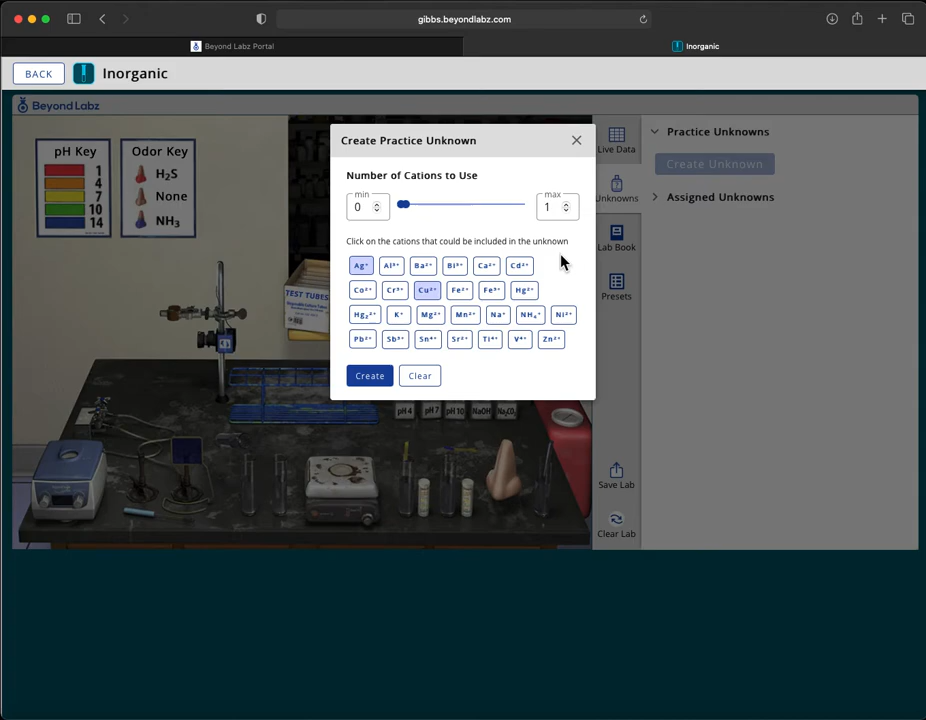 gibbs.beyondlabz.com
Beyond Labz Portal
Inorganic
BACK
Inorganic
Beyond Labz
pH Key
1
4
7
10
14
Odor Key
H₂S
None
NH₃
TEST TUBES
pH 4
pH 7
pH 10
NaOH
Na₂CO₃
Create Practice Unknown
Number of Cations to Use
min
0
max
1
Click on the cations that could be included in the unknown
Ag⁺ Al³⁺ Ba²⁺ Bi³⁺ Ca²⁺ Cd²⁺
Co²⁺ Cr³⁺ Cu²⁺ Fe²⁺ Fe³⁺ Hg²⁺
Hg₂²⁺ K⁺ Mg²⁺ Mn²⁺ Na⁺ NH₄⁺ Ni²⁺
Pb²⁺ Sb³⁺ Sn⁴⁺ Sr²⁺ Ti⁴⁺ V⁴⁺ Zn²⁺
Create
Clear
Live Data
Unknowns
Lab Book
Presets
Save Lab
Clear Lab
Practice Unknowns
Create Unknown
Assigned Unknowns